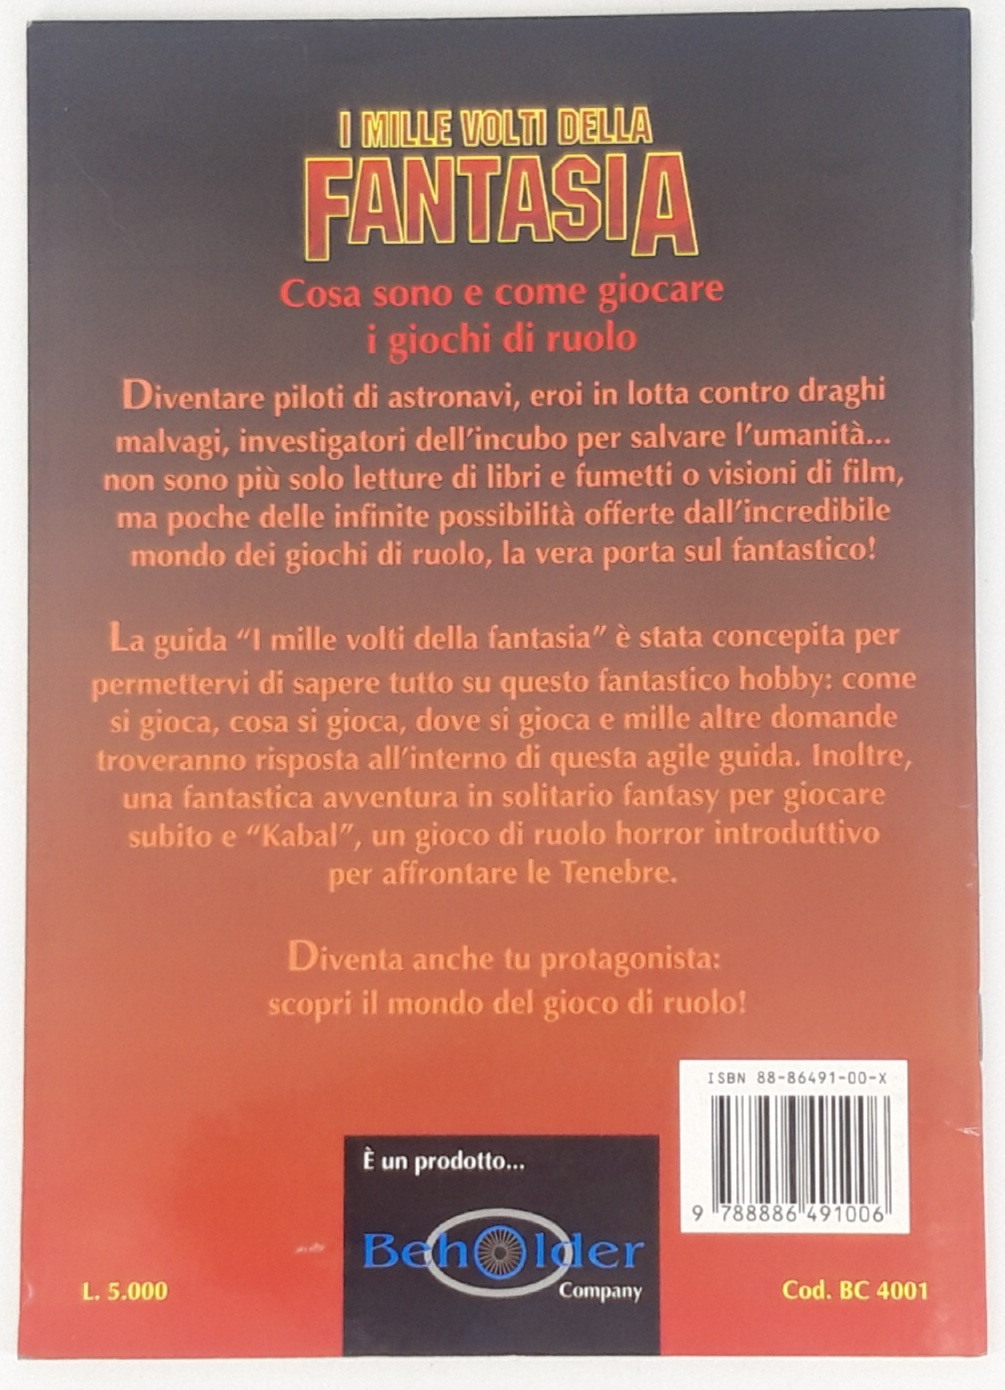 I MILLE VOLTI DELLA
FANTASIA
Cosa sono e come giocare
i giochi di ruolo
Diventare piloti di astronavi, eroi in lotta contro draghi
malvagi, investigatori dell'incubo per salvare l'umanità...
non sono più solo letture di libri e fumetti o visioni di film,
ma poche delle infinite possibilità offerte dall'incredibile
mondo dei giochi di ruolo, la vera porta sul fantastico!
La guida “I mille volti della fantasia” è stata concepita per
permettervi di sapere tutto su questo fantastico hobby: come
si gioca, cosa si gioca, dove si gioca e mille altre domande
troveranno risposta all'interno di questa agile guida. Inoltre,
una fantastica avventura in solitario fantasy per giocare
subito e “Kabal”, un gioco di ruolo horror introduttivo
per affrontare le Tenebre.
Diventa anche tu protagonista:
scopri il mondo del gioco di ruolo!
ISBN 88-86491-00-X
9 788886 491006
È un prodotto...
Beholder
Company
L. 5.000
Cod. BC 4001